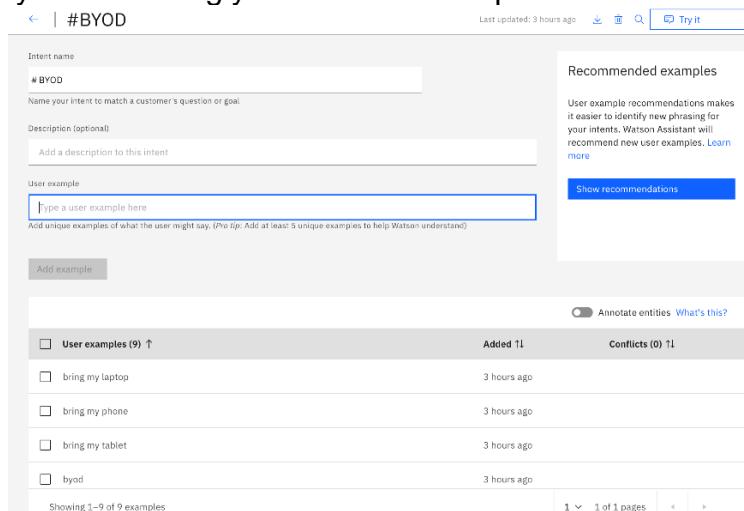 ← | #BYOD
Last updated: 3 hours ago
Try it
Intent name
# BYOD
Name your intent to match a customer's question or goal
Description (optional)
Add a description to this intent
User example
Type a user example here
Add unique examples of what the user might say. (Pro tip: Add at least 5 unique examples to help Watson understand)
Add example
Recommended examples
User example recommendations makes
it easier to identify new phrasing for
your intents. Watson Assistant will
recommend new user examples. Learn
more
Show recommendations
Annotate entities What's this?
User examples (9) ↑ Added ↑↓ Conflicts (0) ↑↓
bring my laptop 3 hours ago
bring my phone 3 hours ago
bring my tablet 3 hours ago
byod 3 hours ago
Showing 1–9 of 9 examples 1 1 of 1 pages